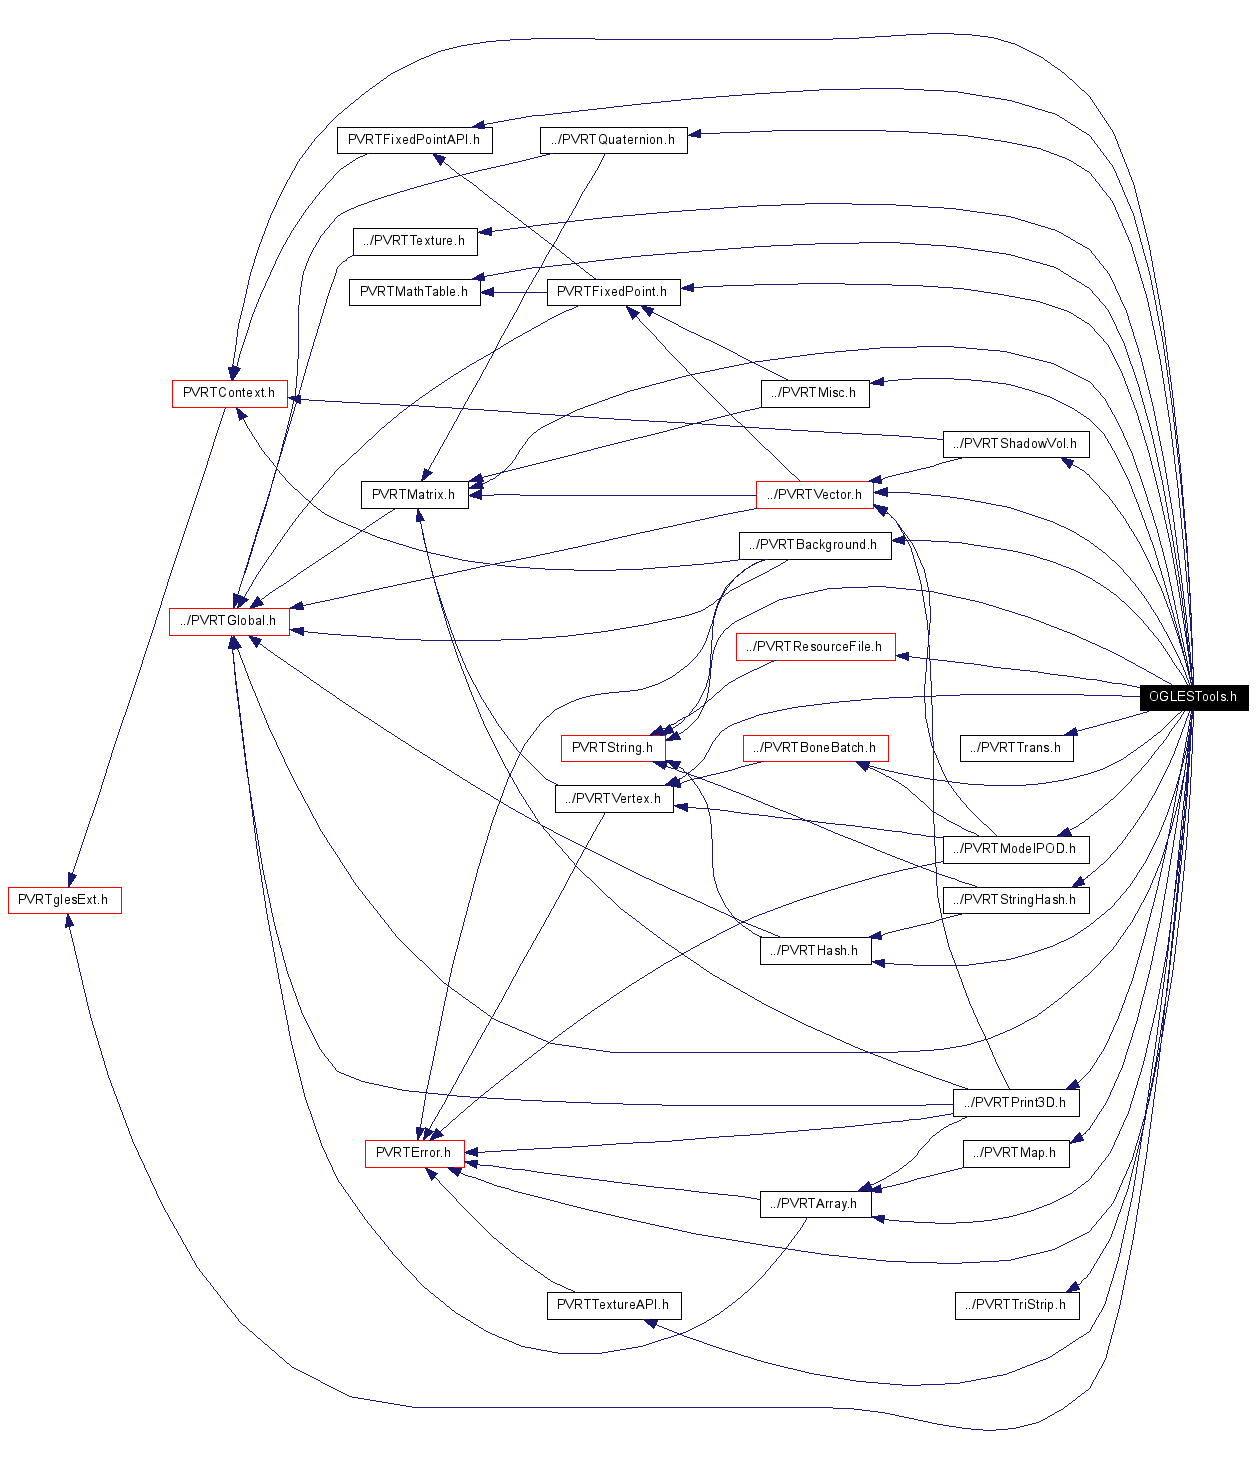 PVRTFixedPointAPI.h
../PVRTQuaternion.h
../PVRTTexture.h
PVRTMathTable.h
PVRTFixedPoint.h
PVRTContext.h
../PVRTMisc.h
../PVRTShadowVol.h
PVRTMatrix.h
../PVRTVector.h
../PVRTBackground.h
../PVRTGlobal.h
../PVRTResourceFile.h
OGLESTools.h
PVRTString.h
../PVRTBoneBatch.h
../PVRTTrans.h
../PVRTVertex.h
../PVRTModelPOD.h
PVRTglesExt.h
../PVRTStringHash.h
../PVRTHash.h
../PVRTPrint3D.h
PVRTError.h
../PVRTMap.h
../PVRTArray.h
PVRTTextureAPI.h
../PVRTTriStrip.h